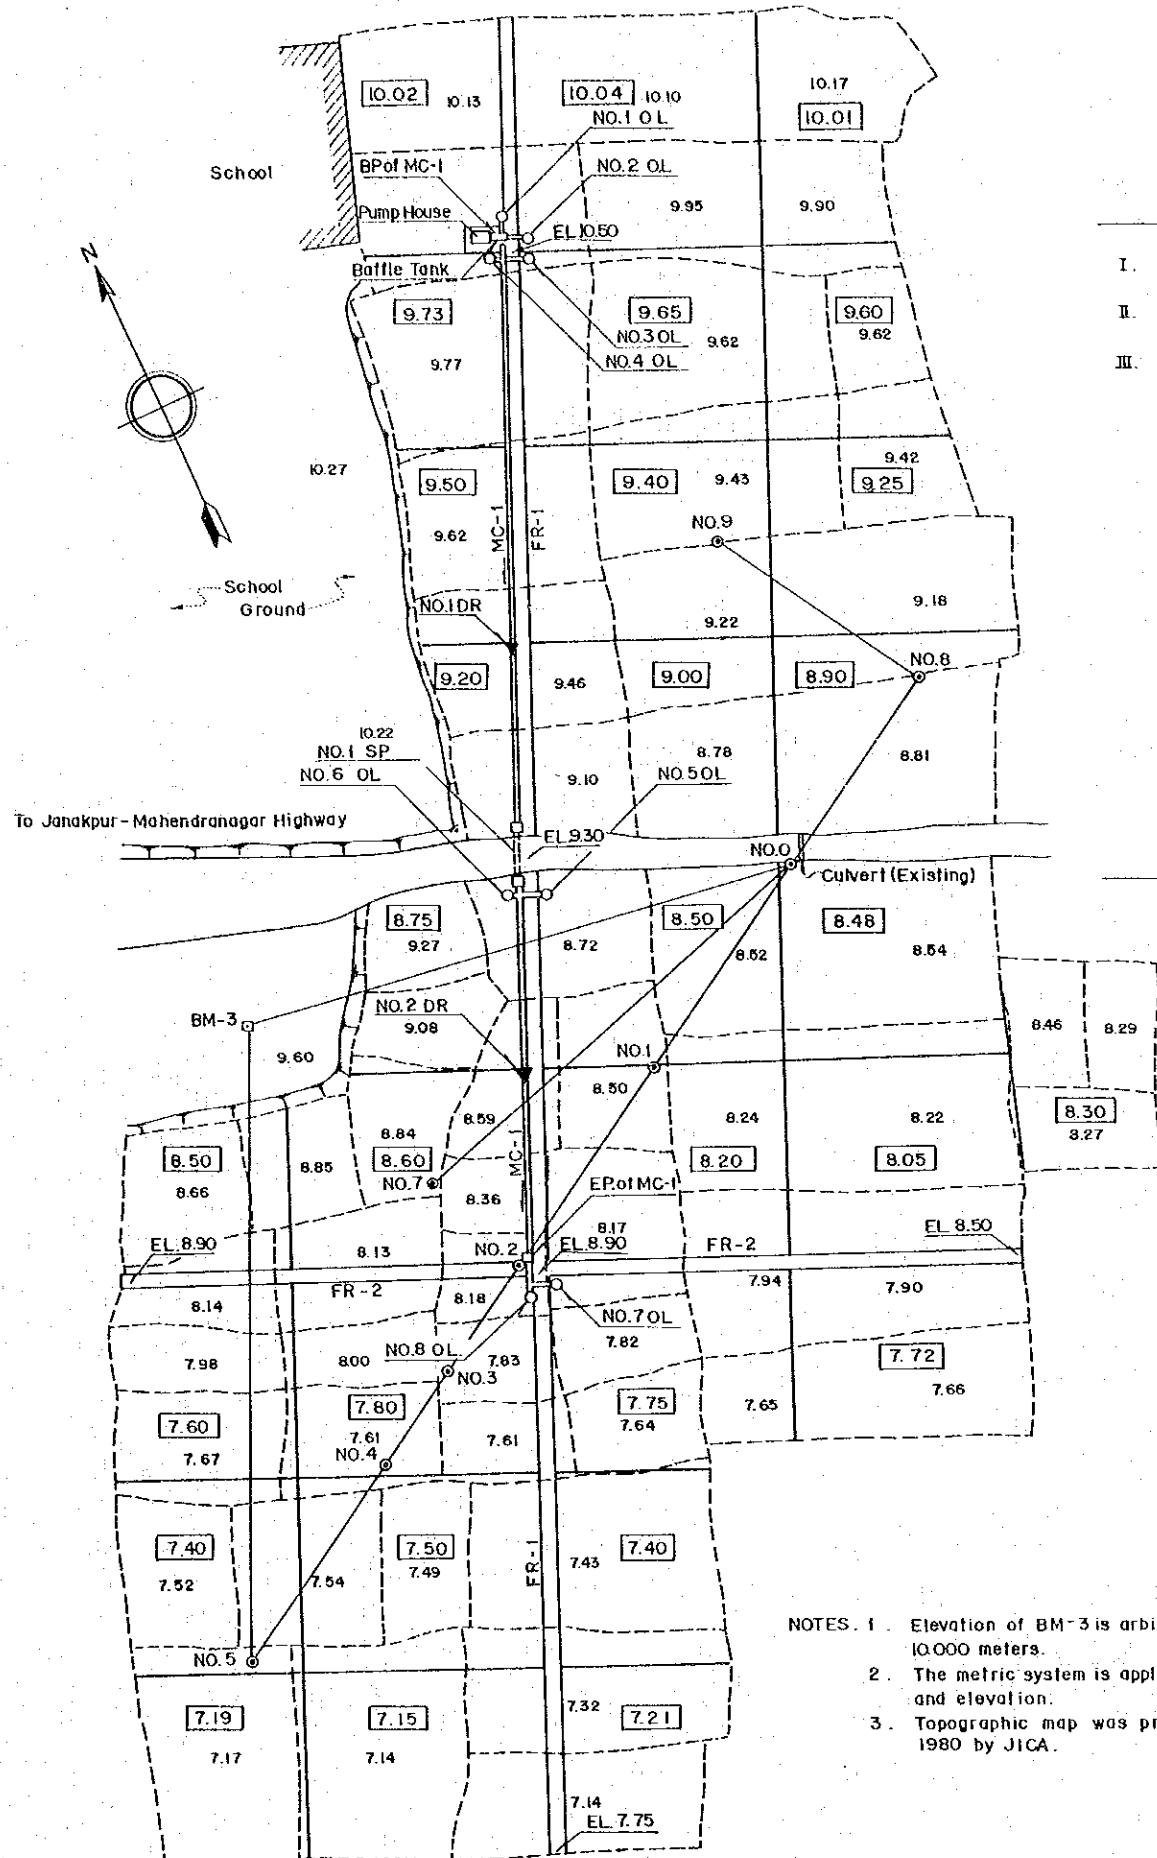 10.02 10.13 10.04 10.10 10.17
10.01
NO.1 OL
School
BP of MC-1
NO.2 OL
Pump House
9.95 9.90
EL.10.50
Baffle Tank
N
I.
II.
III.
9.73 9.65 9.60
9.77 NO.3 OL 9.62 9.62
NO.4 OL
10.27
9.50 9.40 9.43 9.42
9.25
9.62 MC-1 FR-1 NO.9
School
Ground
NO.1 DR
9.22 9.18
9.20 9.46 9.00 8.90 NO.8
10.22
NO.1 SP
NO.6 OL
9.10 8.78 NO.5 OL 8.81
To Janakpur-Mahendranagar Highway
EL.9.30
NO.0
Culvert (Existing)
8.75 8.50 8.48
9.27 8.72 8.52 8.54
BM-3
NO.2 DR
9.08
9.60
8.46 8.29
NO.1
8.50
8.59 8.24 8.22 8.30
8.27
8.84
8.50 8.85 8.60 MC-1 8.20 8.05
8.66 NO.7 8.36 EP. of MC-1
8.17
EL.8.90 8.13 NO.2 EL.8.90 FR-2 EL.8.50
8.14 FR-2 8.18 7.94 7.90
NO.7 OL
NO.8 OL 7.82
7.98 8.00 7.83 7.72
NO.3
7.66
7.60 7.80 7.75 7.65
7.67 7.61 7.61 7.64
NO.4
7.40 7.50 7.43 7.40
7.52 7.54 7.49 FR-1
NO.5
7.19 7.15 7.32 7.21
7.17 7.14
7.14
EL.7.75
NOTES. 1. Elevation of BM-3 is arbi
10.000 meters.
2. The metric system is appl
and elevation.
3. Topographic map was pr
1980 by JICA.